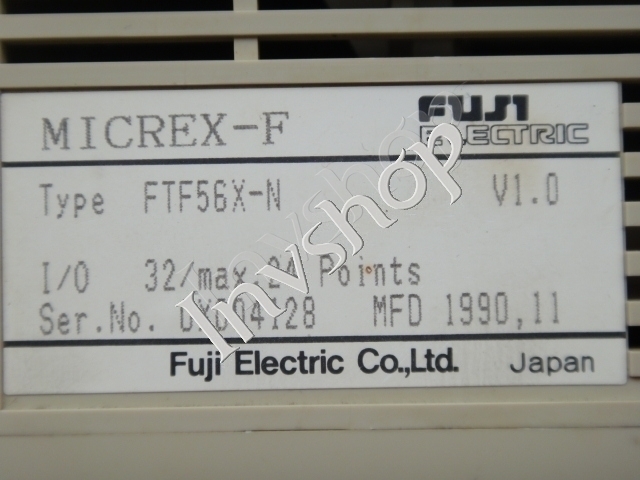 MICREX-F
FUJI
ELECTRIC
Type FTF56X-N V1.0
I/O 32/max 24 Points
Ser.No. MFD 1990,11
Fuji Electric Co.,Ltd. Japan
Invshop
Invshop